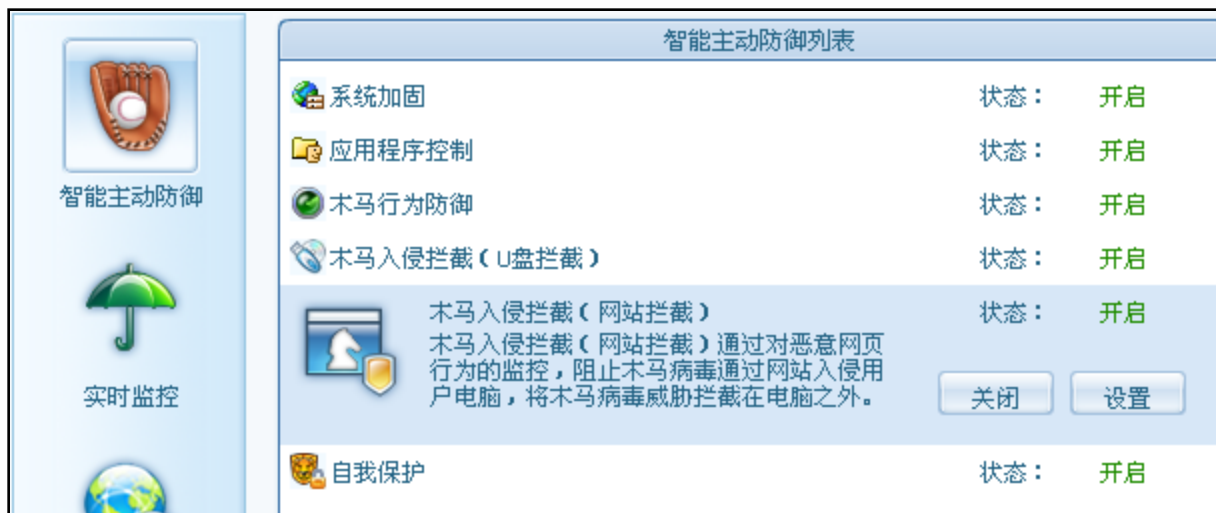 智能主动防御列表
系统加固 状态： 开启
应用程序控制 状态： 开启
智能主动防御
木马行为防御 状态： 开启
木马入侵拦截（U盘拦截） 状态： 开启
木马入侵拦截（网站拦截） 状态： 开启
木马入侵拦截（网站拦截）通过对恶意网页
行为的监控，阻止木马病毒通过网站入侵用
户电脑，将木马病毒威胁拦截在电脑之外。
关闭 设置
实时监控
自我保护 状态： 开启